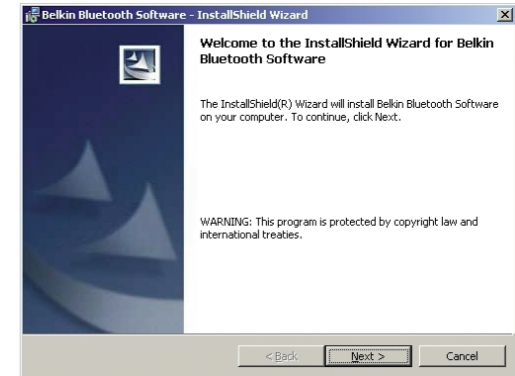 Belkin Bluetooth Software - InstallShield Wizard
Welcome to the InstallShield Wizard for Belkin
Bluetooth Software
The InstallShield(R) Wizard will install Belkin Bluetooth Software
on your computer. To continue, click Next.
WARNING: This program is protected by copyright law and
international treaties.
< Back Next > Cancel